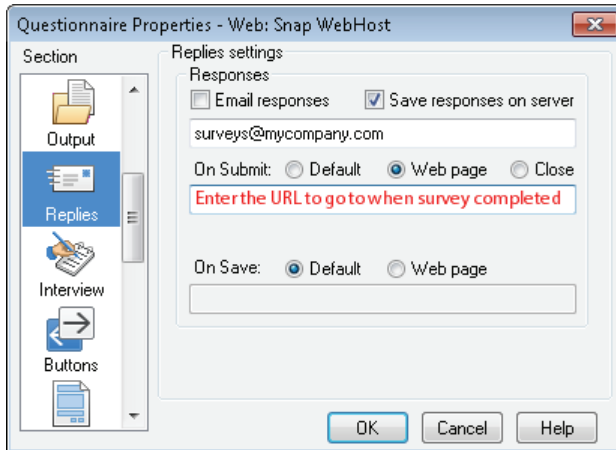 Questionnaire Properties - Web: Snap WebHost
Section
Output
Replies
Interview
Buttons
Replies settings
Responses
Email responses Save responses on server
surveys@mycompany.com
On Submit: Default Web page Close
Enter the URL to go to when survey completed
On Save: Default Web page
OK Cancel Help